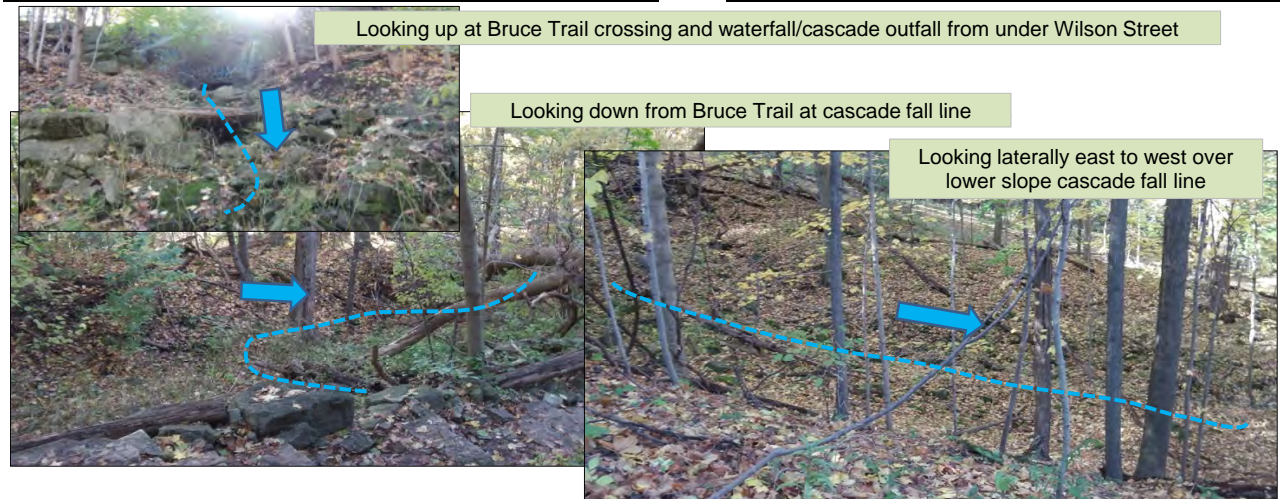 Looking up at Bruce Trail crossing and waterfall/cascade outfall from under Wilson Street
Looking down from Bruce Trail at cascade fall line
Looking laterally east to west over
lower slope cascade fall line